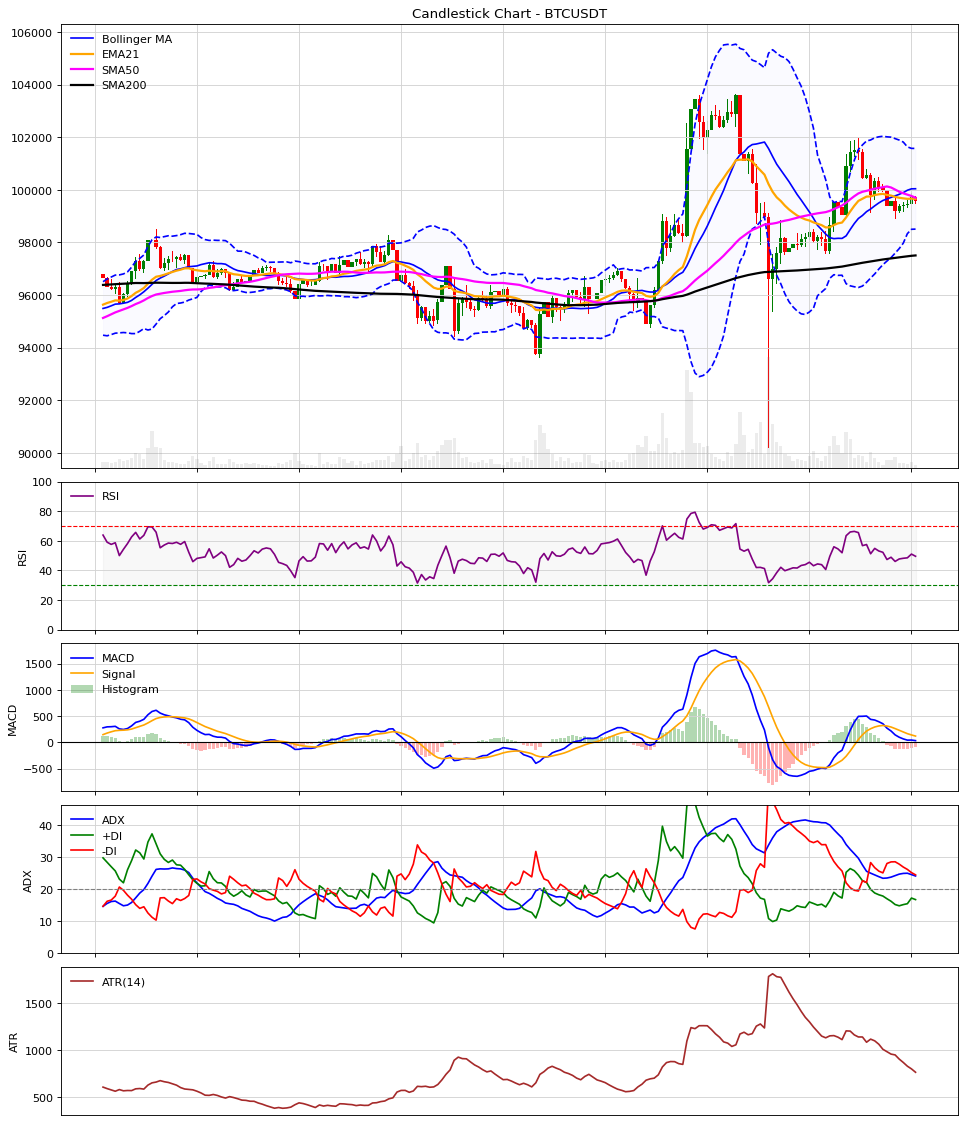 Candlestick Chart - BTCUSDT
106000
104000
102000
100000
98000
96000
94000
92000
90000
Bollinger MA
EMA21
SMA50
SMA200
100
80
60
40
20
0
RSI
RSI
1500
1000
500
0
−500
MACD
MACD
Signal
Histogram
40
30
20
10
0
ADX
ADX
+DI
-DI
1500
1000
500
ATR
ATR(14)